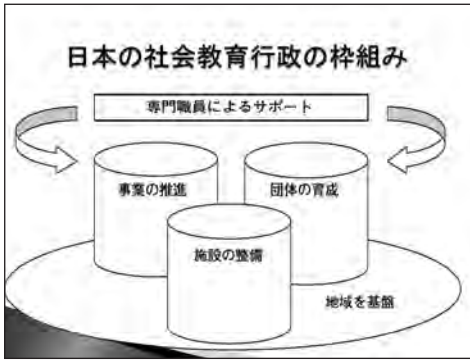 日本の社会教育行政の枠組み
専門職員によるサポート
事業の推進
団体の育成
施設の整備
地域を基盤